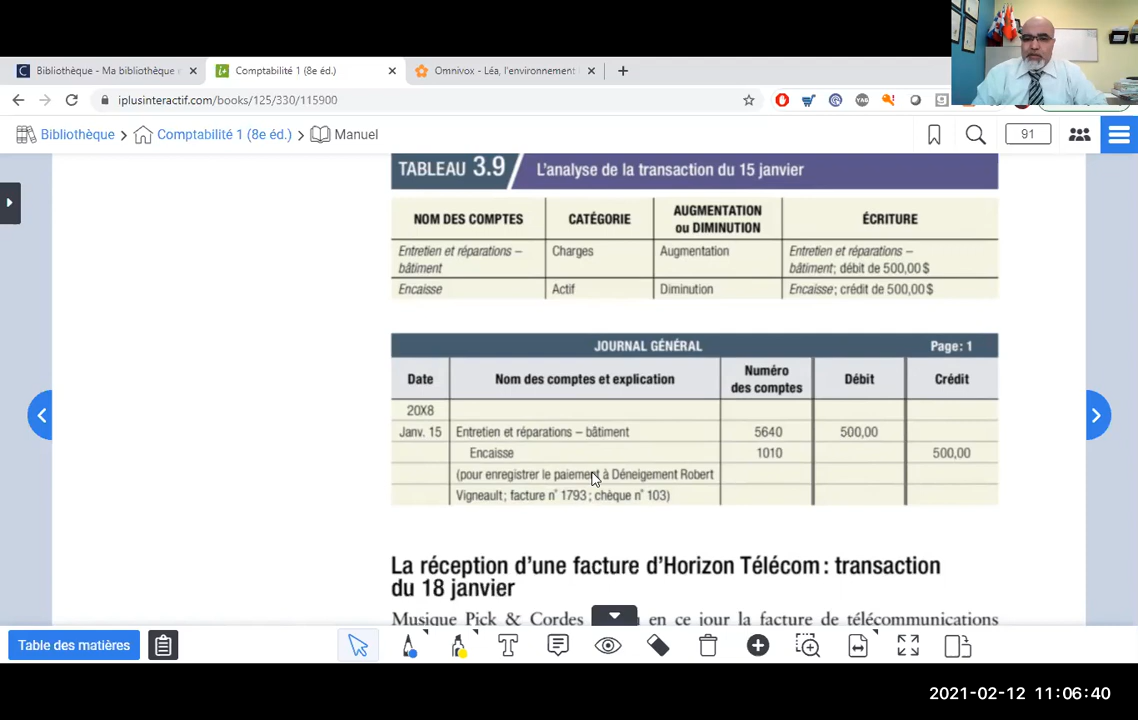 Bibliothèque - Ma bibliothèque
Comptabilité 1 (8e éd.)
Omnivox - Léa, l'environnement
iplusinteractif.com/books/125/330/115900
Bibliothèque
Comptabilité 1 (8e éd.)
Manuel
91
TABLEAU 3.9 L'analyse de la transaction du 15 janvier
NOM DES COMPTES CATÉGORIE AUGMENTATION ou DIMINUTION ÉCRITURE
Entretien et réparations – Charges Augmentation Entretien et réparations –
bâtiment bâtiment; débit de 500,00$
Encaisse Actif Diminution Encaisse; crédit de 500,00$
JOURNAL GÉNÉRAL Page: 1
Date Nom des comptes et explication Numéro des comptes Débit Crédit
20X8
Janv. 15 Entretien et réparations – bâtiment 5640 500,00
Encaisse 1010 500,00
(pour enregistrer le paiement à Déneigement Robert
Vigneault; facture n° 1793; chèque n° 103)
La réception d'une facture d'Horizon Télécom: transaction
du 18 janvier
Musique Pick & Cordes en ce jour la facture de télécommunications
Table des matières
2021-02-12 11:06:40